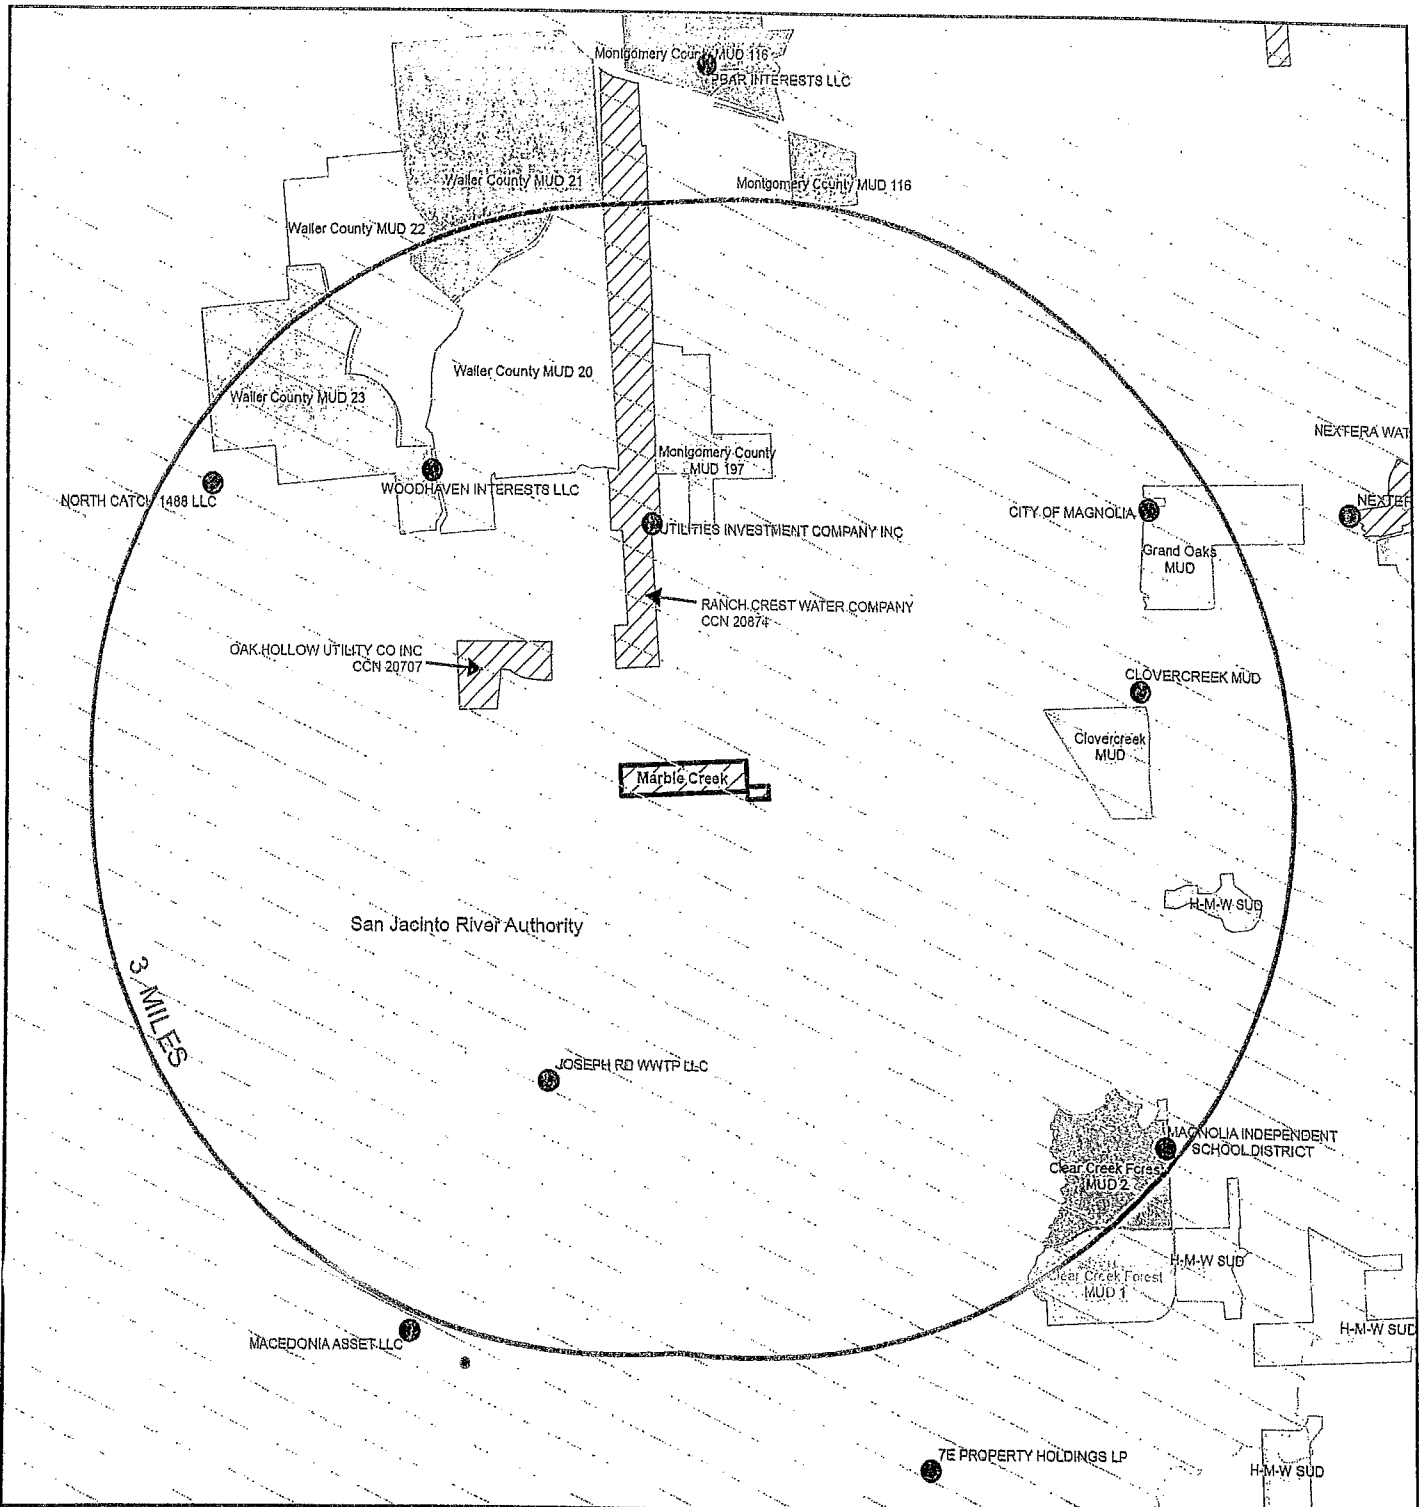 Montgomery County MUD 116
PBAR INTERESTS LLC
Waller County MUD 21
Montgomery County MUD 116
Waller County MUD 22
Waller County MUD 20
Waller County MUD 23
NEXTERA WAT
Montgomery County
MUD 197
WOODHAVEN INTERESTS LLC
NORTH CATCH 1488 LLC
NEXTER
CITY OF MAGNOLIA
UTILITIES INVESTMENT COMPANY INC
Grand Oaks
MUD
RANCH CREST WATER COMPANY
CCN 20874
OAK HOLLOW UTILITY CO INC
CCN 20707
CLOVERCREEK MUD
Clovercreek
MUD
Marble Creek
H-M-W SUD
San Jacinto River Authority
3 MILES
JOSEPH RD WWTP LLC
MAGNOLIA INDEPENDENT
SCHOOL DISTRICT
Clear Creek Forest
MUD 2
H-M-W SUD
Clear Creek Forest
MUD 1
H-M-W SUD
MACEDONIA ASSET LLC
7E PROPERTY HOLDINGS LP
H-M-W SUD